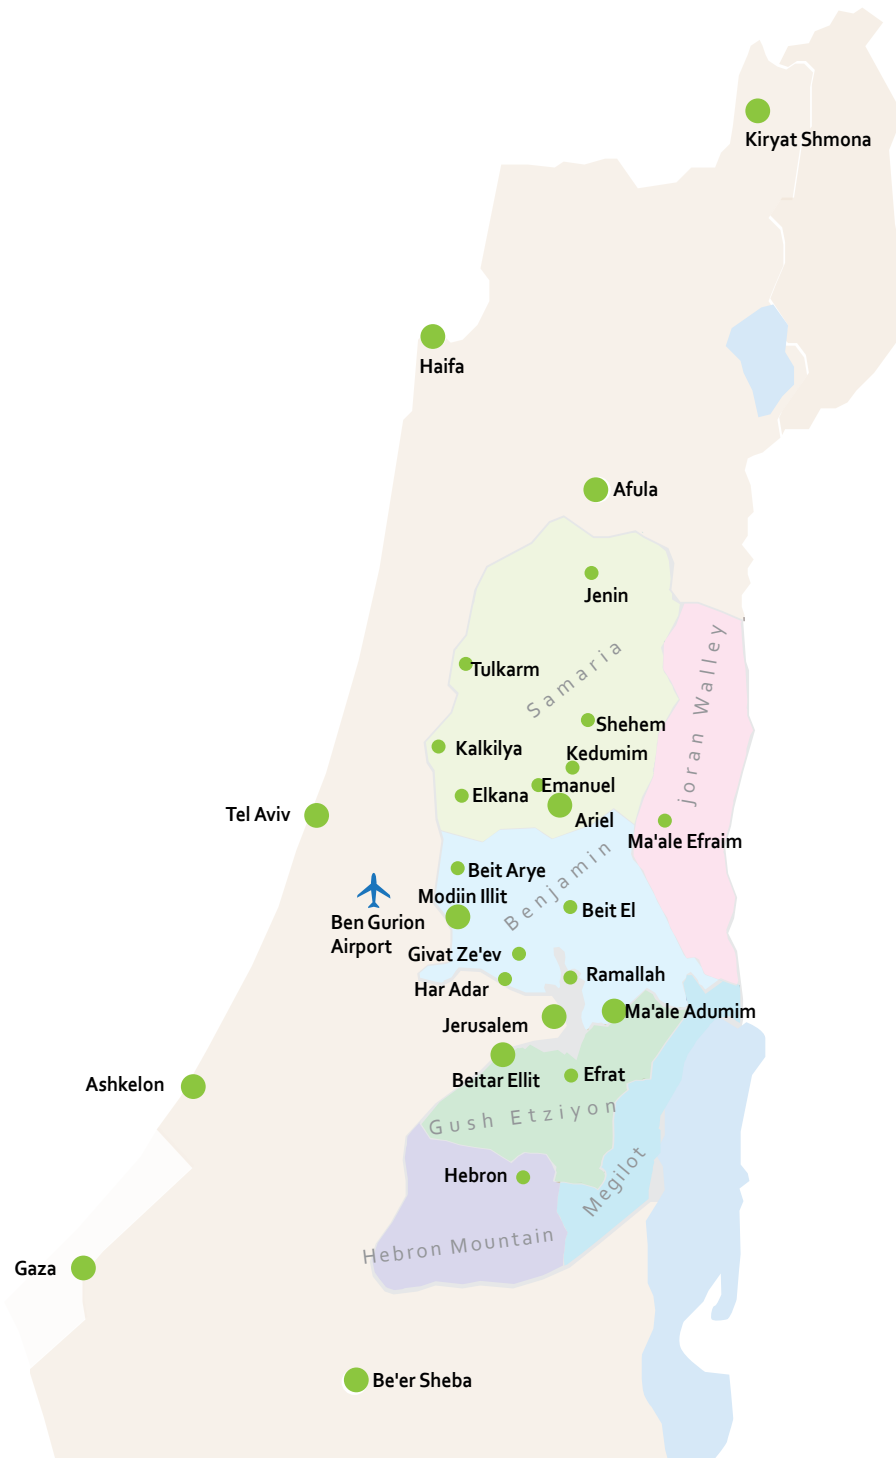 Kiryat Shmona
Haifa
Afula
Jenin
Tulkarm
Samaria
joran Walley
Shehem
Kalkilya
Kedumim
Emanuel
Elkana
Tel Aviv
Ariel
Ma'ale Efraim
Beit Arye
Benjamin
Modiin Illit
Beit El
Ben Gurion
Airport
Givat Ze'ev
Ramallah
Har Adar
Ma'ale Adumim
Jerusalem
Beitar Ellit
Efrat
Ashkelon
Gush Etziyon
Hebron
Megilot
Hebron Mountain
Gaza
Be'er Sheba